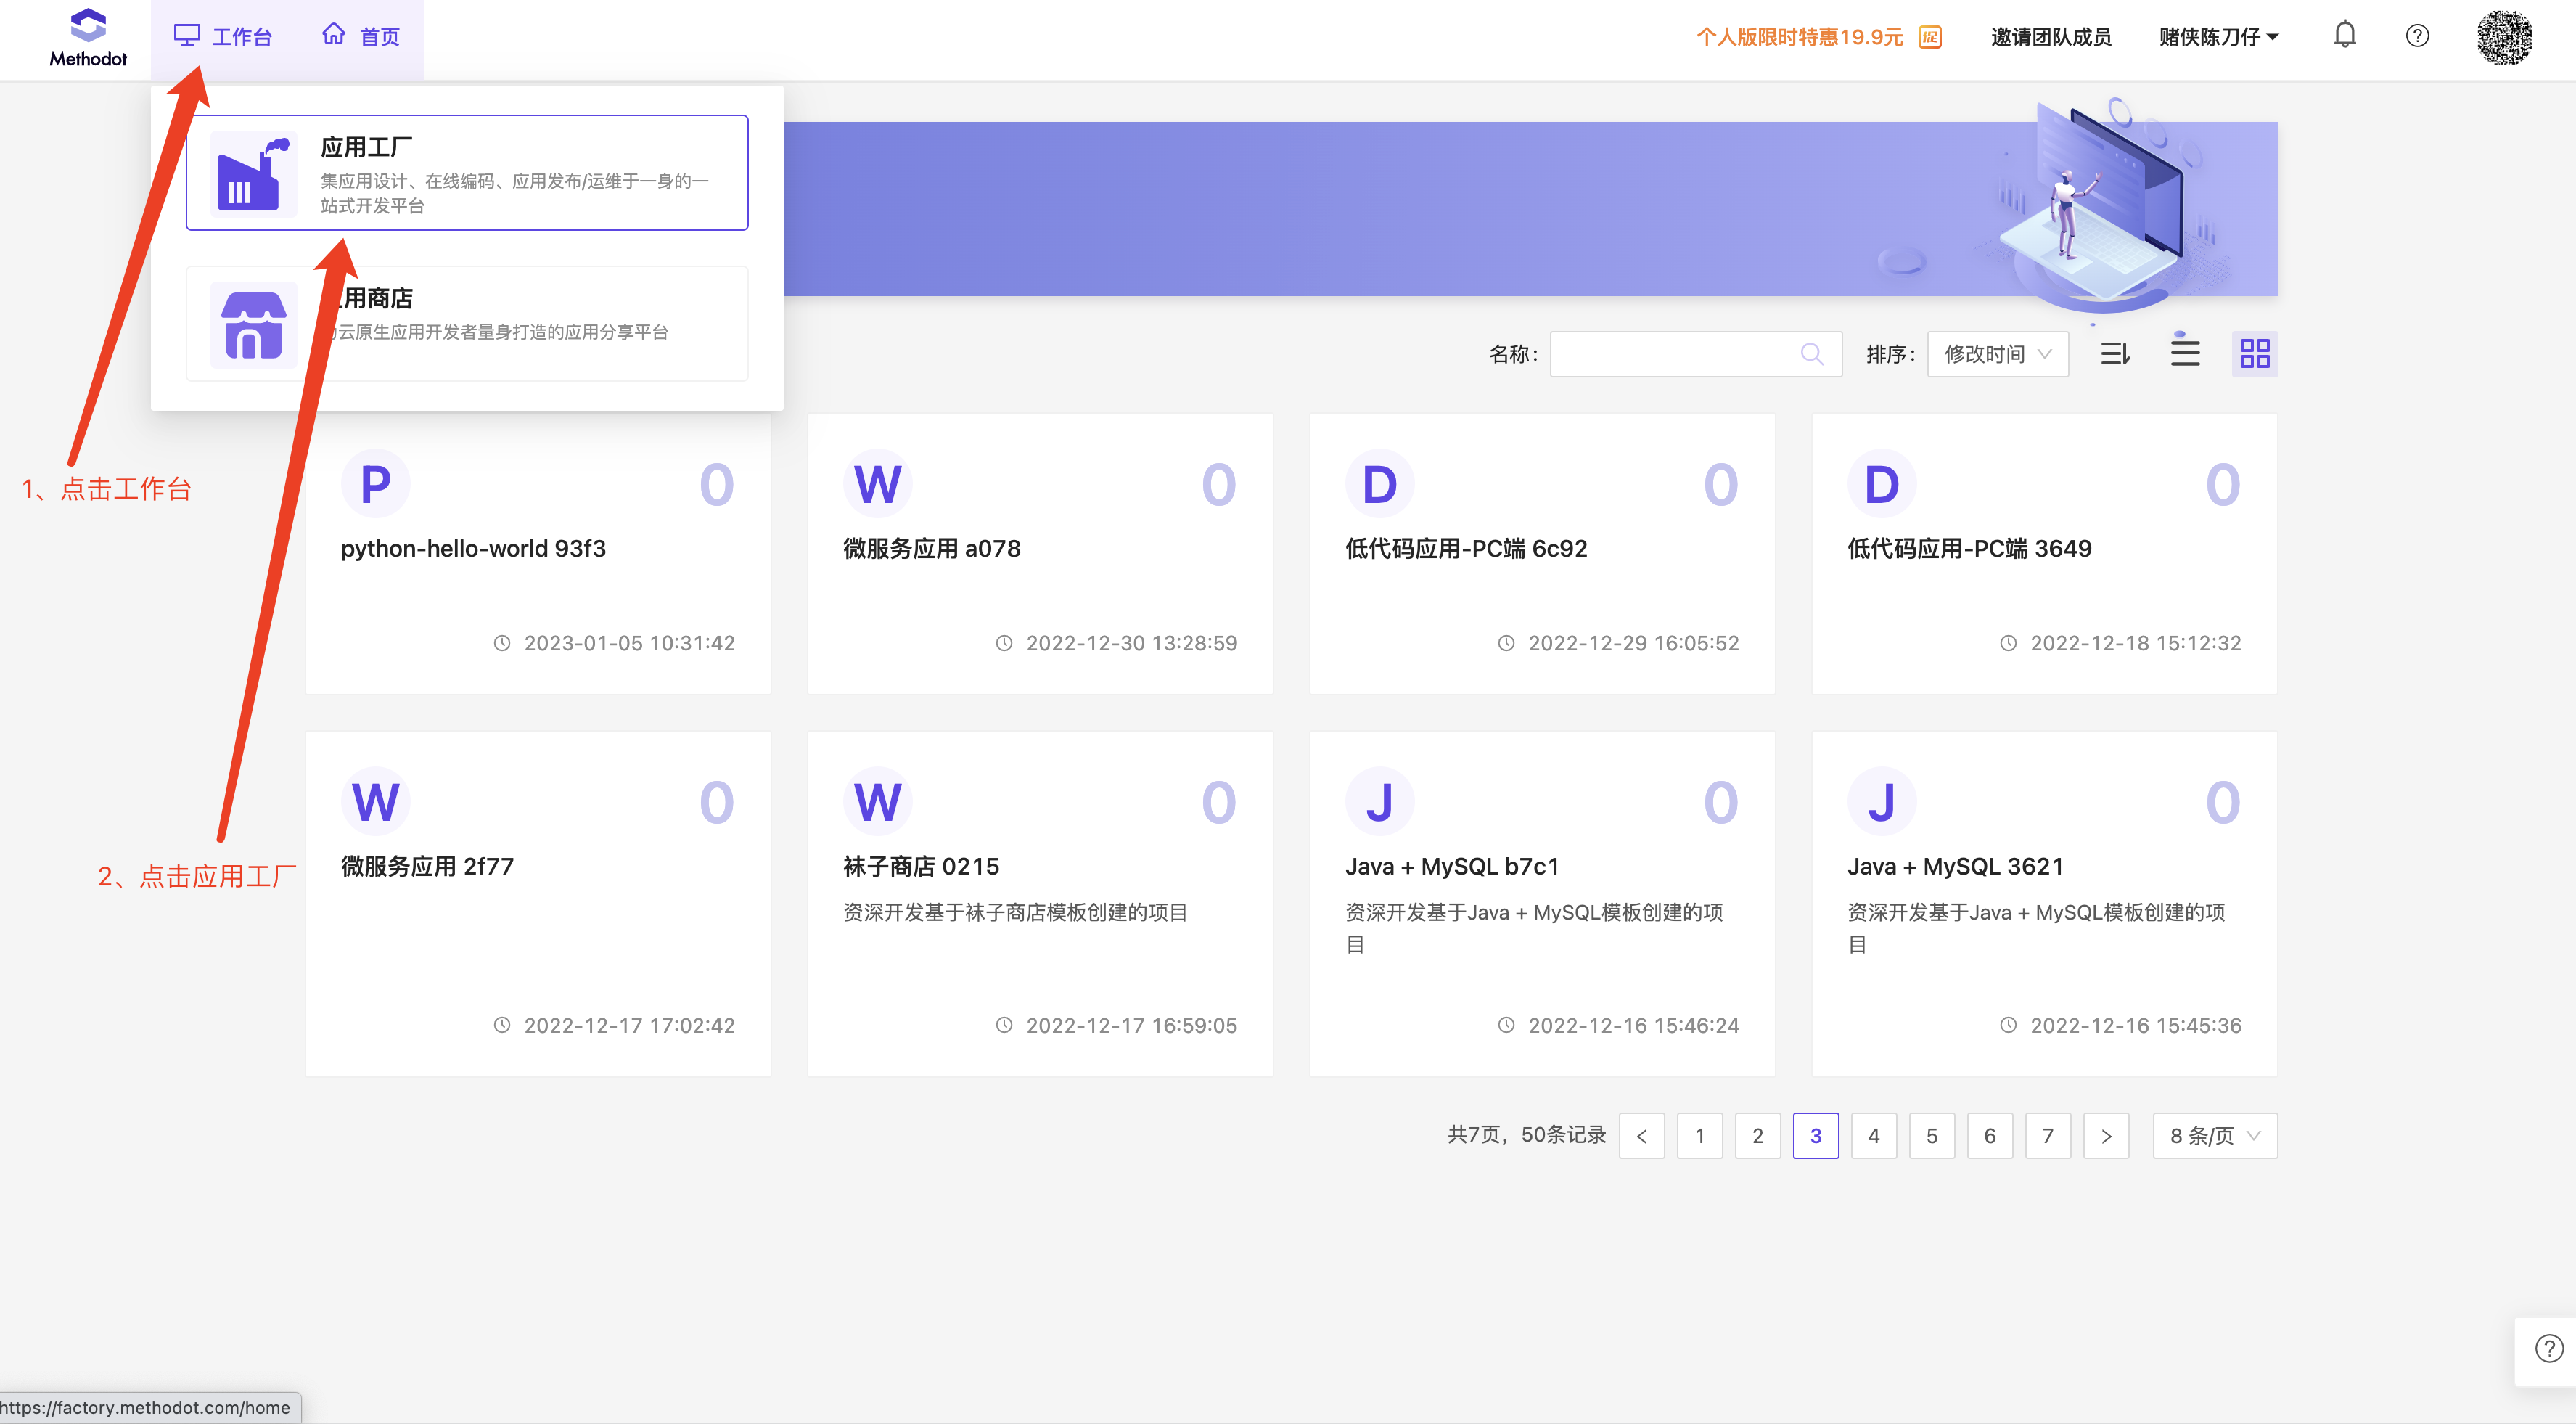 Methodot
工作台
首页
个人版限时特惠19.9元
促
邀请团队成员
赌侠陈刀仔
应用工厂
集应用设计、在线编码、应用发布/运维于一身的一
站式开发平台
用商店
云原生应用开发者量身打造的应用分享平台
名称：
排序：
修改时间
1、点击工作台
2、点击应用工厂
P
0
python-hello-world 93f3
2023-01-05 10:31:42
W
0
微服务应用 a078
2022-12-30 13:28:59
D
0
低代码应用-PC端 6c92
2022-12-29 16:05:52
D
0
低代码应用-PC端 3649
2022-12-18 15:12:32
W
0
微服务应用 2f77
2022-12-17 17:02:42
W
0
袜子商店 0215
资深开发基于袜子商店模板创建的项目
2022-12-17 16:59:05
J
0
Java + MySQL b7c1
资深开发基于Java + MySQL模板创建的项
目
2022-12-16 15:46:24
J
0
Java + MySQL 3621
资深开发基于Java + MySQL模板创建的项
目
2022-12-16 15:45:36
共7页，50条记录 < 1 2 3 4 5 6 7 > 8 条/页
https://factory.methodot.com/home